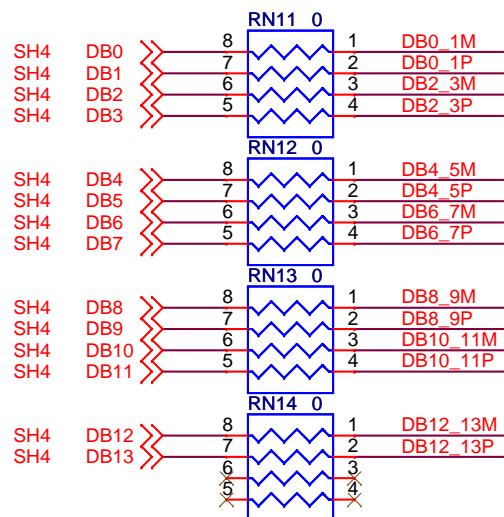 RN11 0
SH4 DB0 8 1 DB0_1M
SH4 DB1 7 2 DB0_1P
SH4 DB2 6 3 DB2_3M
SH4 DB3 5 4 DB2_3P
RN12 0
SH4 DB4 8 1 DB4_5M
SH4 DB5 7 2 DB4_5P
SH4 DB6 6 3 DB6_7M
SH4 DB7 5 4 DB6_7P
RN13 0
SH4 DB8 8 1 DB8_9M
SH4 DB9 7 2 DB8_9P
SH4 DB10 6 3 DB10_11M
SH4 DB11 5 4 DB10_11P
RN14 0
SH4 DB12 8 1 DB12_13M
SH4 DB13 7 2 DB12_13P
6 3
5 4